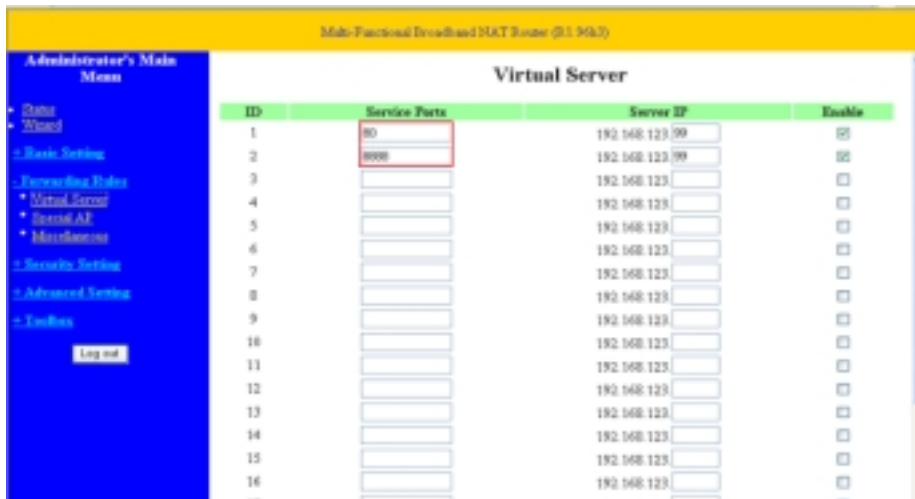 Multi-Functional Broadband NAT Router (R1.96h3)
Administrator's Main Menu
Status
Wizard
+ Basic Setting
- Forwarding Rules
Virtual Server
Special AP
Miscellaneous
+ Security Setting
+ Advanced Setting
+ Toolbox
Log out
Virtual Server
ID Service Ports Server IP Enable
1 80 192.168.123.99
2 8888 192.168.123.99
3 192.168.123.
4 192.168.123.
5 192.168.123.
6 192.168.123.
7 192.168.123.
8 192.168.123.
9 192.168.123.
10 192.168.123.
11 192.168.123.
12 192.168.123.
13 192.168.123.
14 192.168.123.
15 192.168.123.
16 192.168.123.